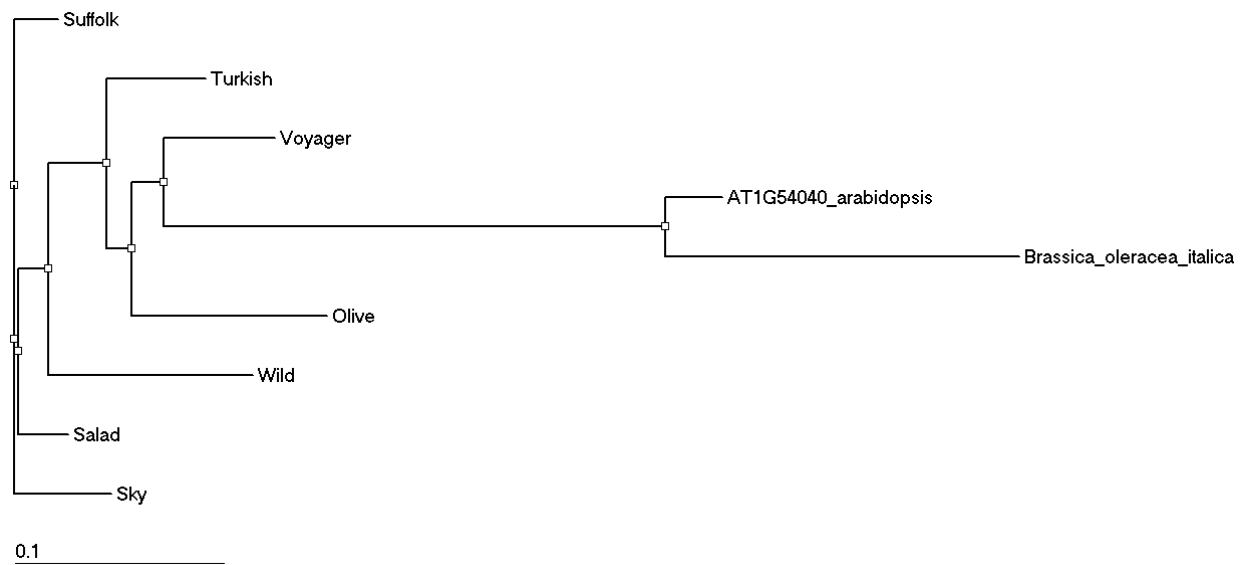 Suffolk
Turkish
Voyager
AT1G54040_arabidopsis
Brassica_oleracea_italica
Olive
Wild
Salad
Sky
0.1